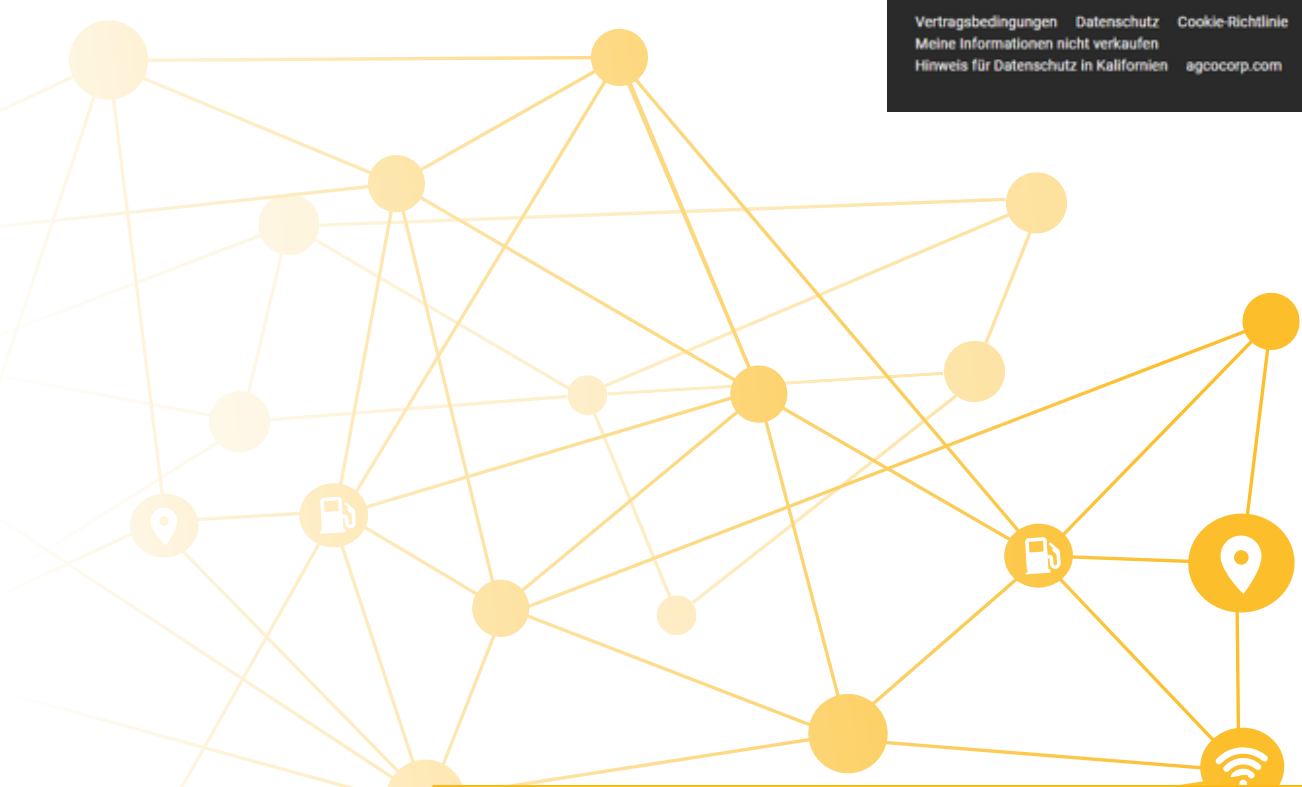 Vertragsbedingungen Datenschutz Cookie-Richtlinie
Meine Informationen nicht verkaufen
Hinweis für Datenschutz in Kalifornien agcocorp.com